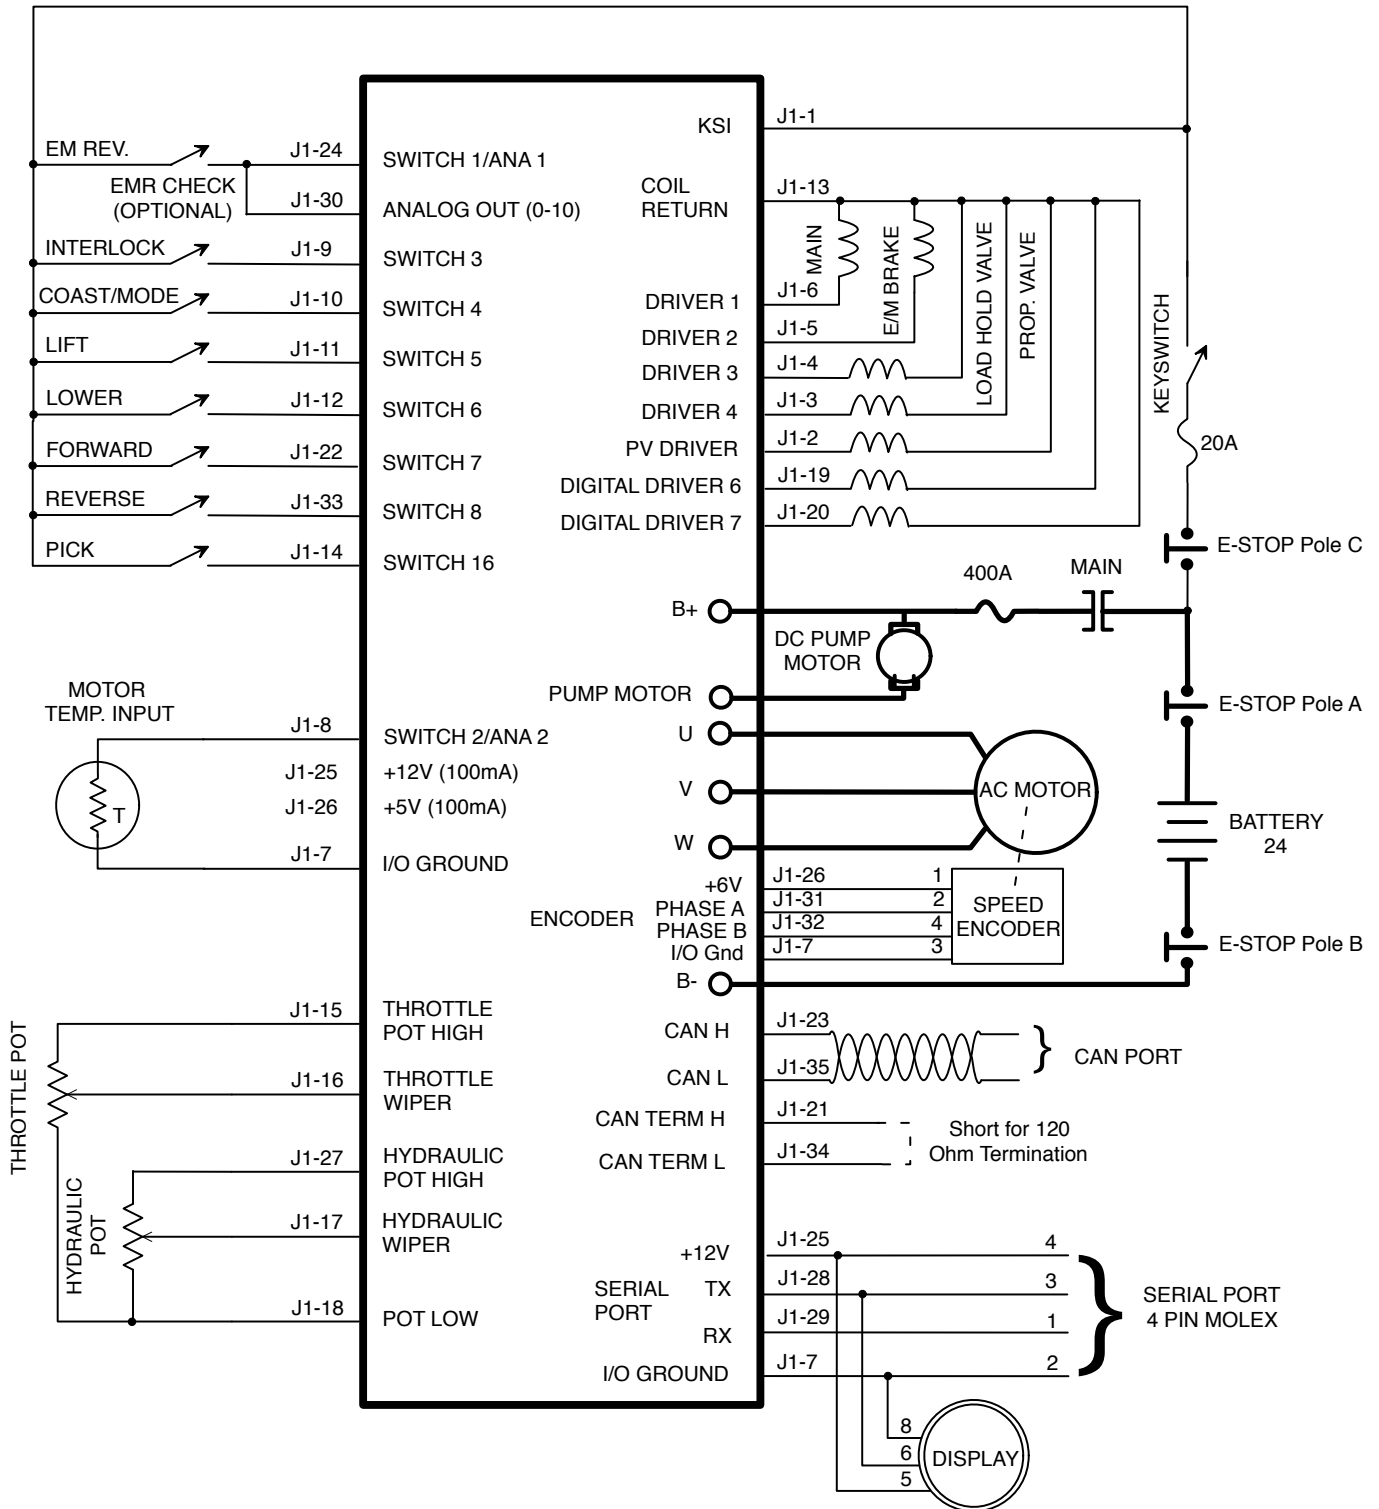 KSI
J1-1
EM REV.
J1-24
SWITCH 1/ANA 1
EMR CHECK
(OPTIONAL)
J1-30
ANALOG OUT (0-10)
INTERLOCK
J1-9
SWITCH 3
COAST/MODE
J1-10
SWITCH 4
LIFT
J1-11
SWITCH 5
LOWER
J1-12
SWITCH 6
FORWARD
J1-22
SWITCH 7
REVERSE
J1-33
SWITCH 8
PICK
J1-14
SWITCH 16
COIL
RETURN
J1-13
MAIN
E/M BRAKE
LOAD HOLD VALVE
PROP. VALVE
DRIVER 1
J1-6
DRIVER 2
J1-5
DRIVER 3
J1-4
DRIVER 4
J1-3
PV DRIVER
J1-2
DIGITAL DRIVER 6
J1-19
DIGITAL DRIVER 7
J1-20
KEYSWITCH
20A
E-STOP Pole C
400A
MAIN
B+
DC PUMP
MOTOR
PUMP MOTOR
E-STOP Pole A
U
V
W
AC MOTOR
BATTERY
24
MOTOR
TEMP. INPUT
J1-8
SWITCH 2/ANA 2
J1-25
+12V (100mA)
J1-26
+5V (100mA)
T
J1-7
I/O GROUND
ENCODER
+6V
J1-26
1
PHASE A
J1-31
2
PHASE B
J1-32
4
I/O Gnd
J1-7
3
SPEED
ENCODER
E-STOP Pole B
B-
THROTTLE POT
J1-15
THROTTLE
POT HIGH
J1-16
THROTTLE
WIPER
HYDRAULIC
POT
J1-27
HYDRAULIC
POT HIGH
J1-17
HYDRAULIC
WIPER
J1-18
POT LOW
CAN H
J1-23
CAN L
J1-35
CAN PORT
CAN TERM H
J1-21
CAN TERM L
J1-34
Short for 120
Ohm Termination
SERIAL
PORT
+12V
J1-25
4
TX
J1-28
3
RX
J1-29
1
I/O GROUND
J1-7
2
SERIAL PORT
4 PIN MOLEX
8
6
5
DISPLAY